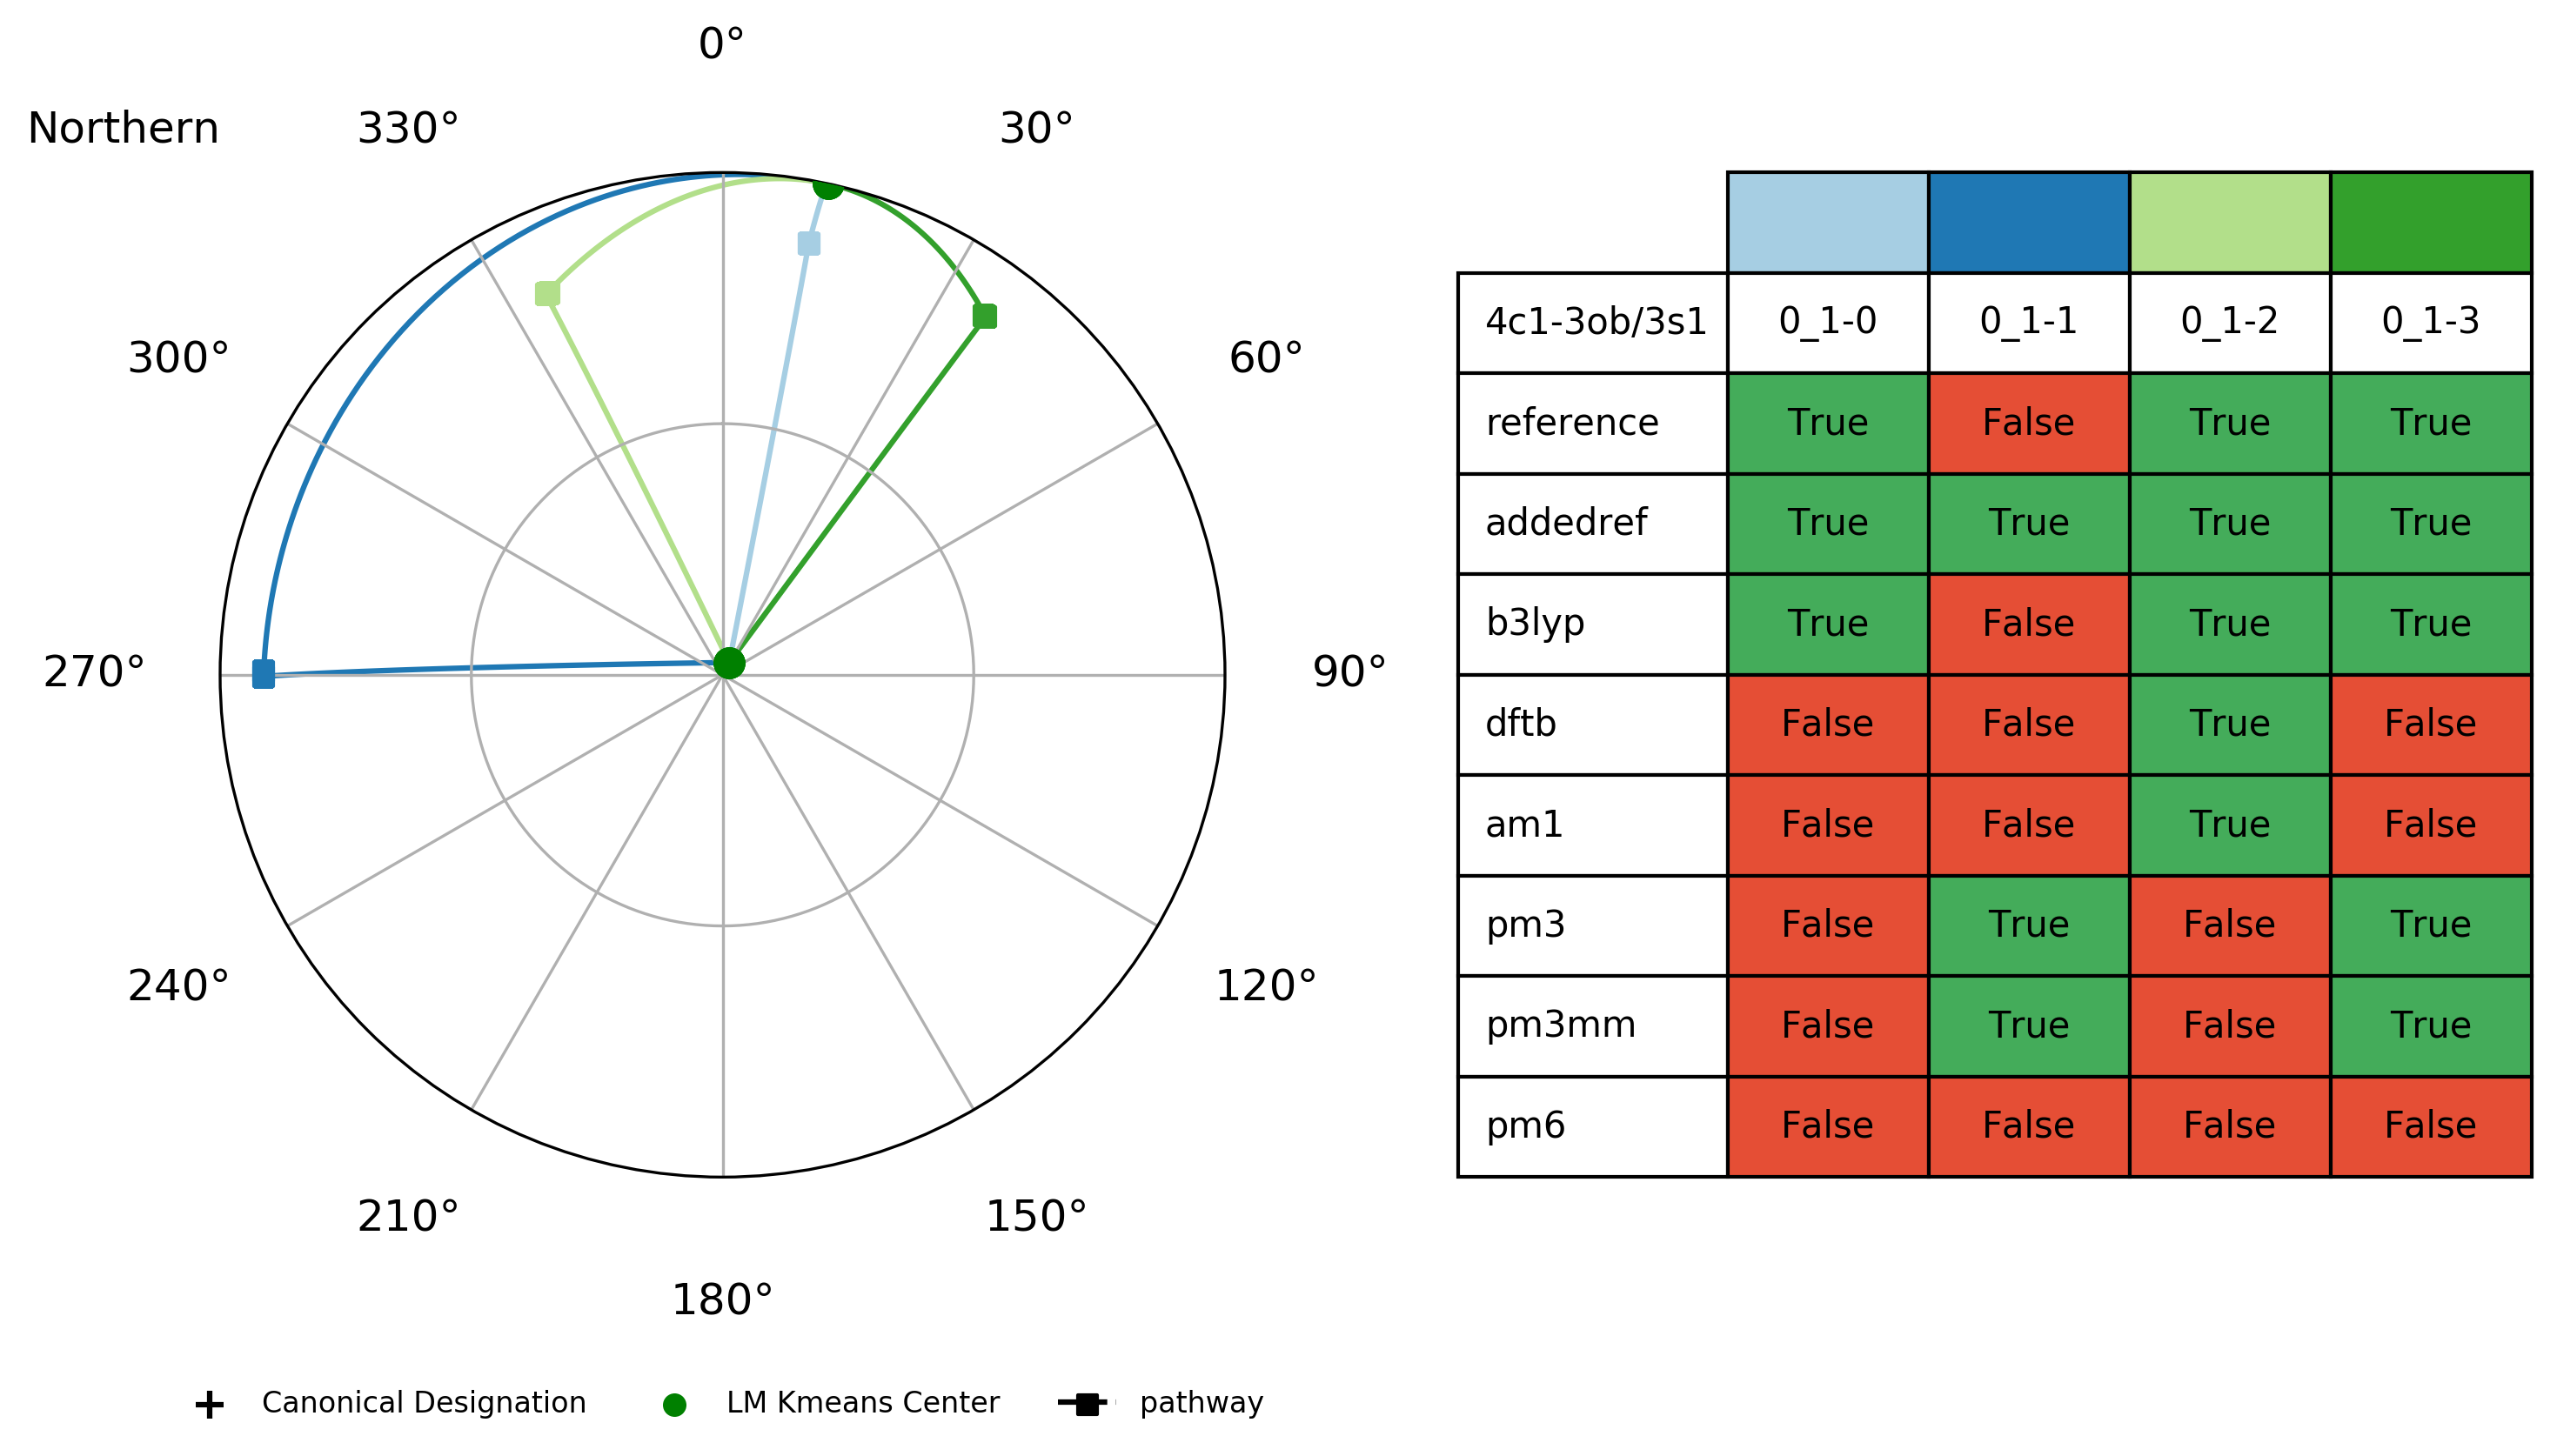 0°
Northern
330°
30°
300°
60°
270°
90°
240°
120°
210°
150°
180°
Canonical Designation
LM Kmeans Center
pathway
4c1-3ob/3s1 0_1-0 0_1-1 0_1-2 0_1-3
reference True False True True
addedref True True True True
b3lyp True False True True
dftb False False True False
am1 False False True False
pm3 False True False True
pm3mm False True False True
pm6 False False False False